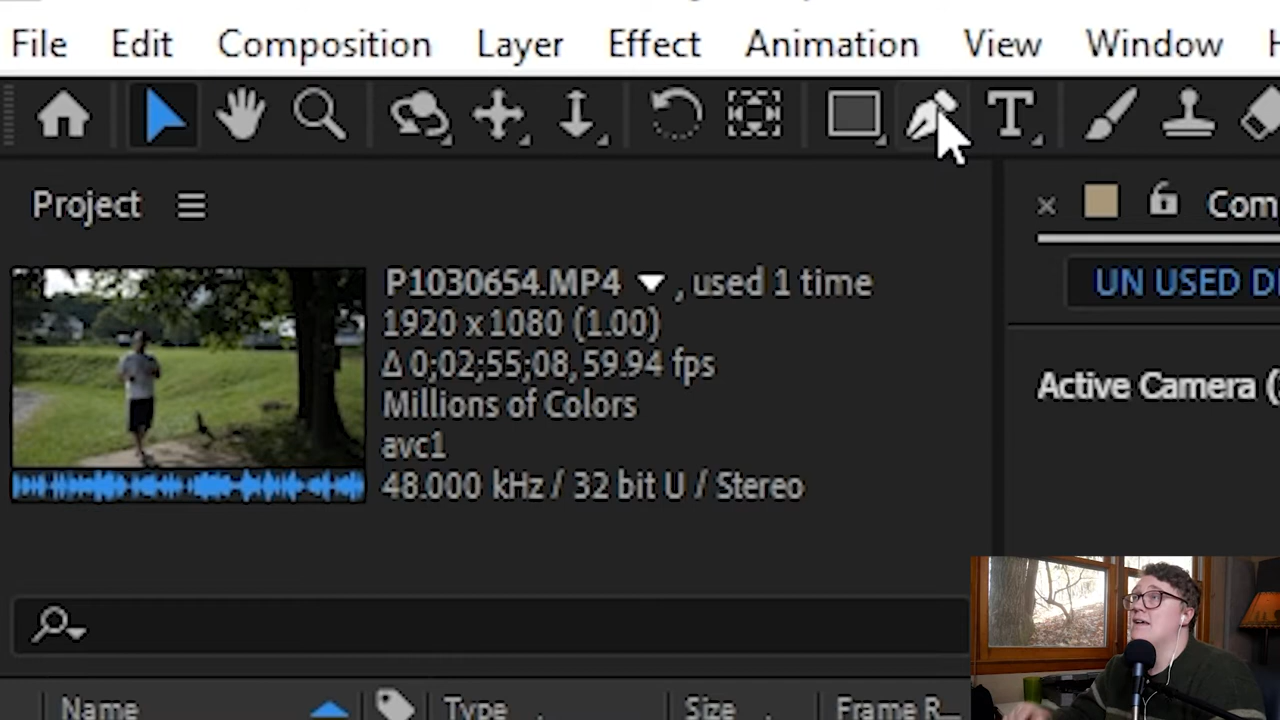 File Edit Composition Layer Effect Animation View Window
Project
Com
P1030654.MP4 , used 1 time
1920 x 1080 (1.00)
UN USED D
Δ 0;02;55;08, 59.94 fps
Active Camera (
Millions of Colors
avc1
48.000 kHz / 32 bit U / Stereo
Name Type Size Frame R...